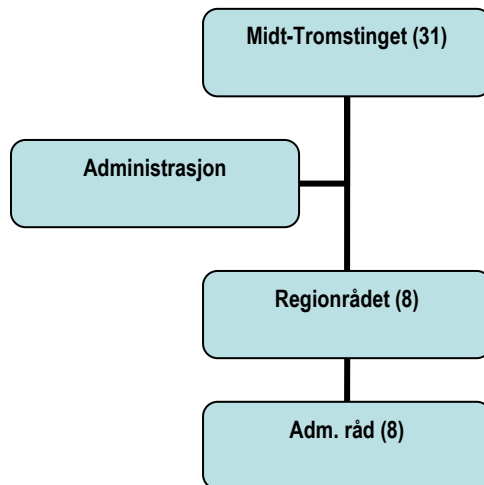 Midt-Tromstinget (31)
Administrasjon
Regionrådet (8)
Adm. råd (8)